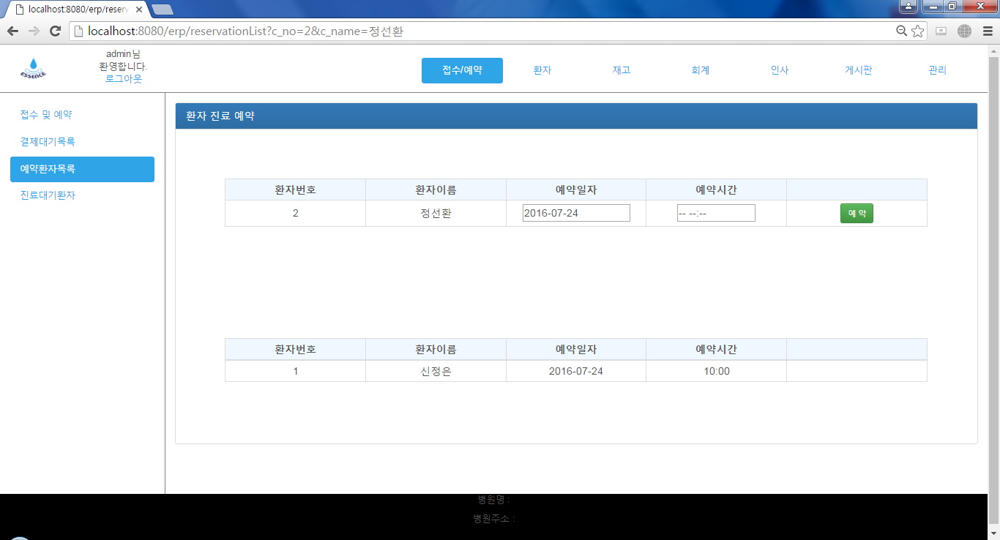 localhost:8080/erp/reserv
localhost:8080/erp/reservationList?c_no=2&c_name=정선환
essence
admin님
환영합니다.
로그아웃
접수/예약 환자 재고 회계 인사 게시판 관리
접수 및 예약
결제대기목록
예약환자목록
진료대기환자
환자 진료 예약
환자번호 환자이름 예약일자 예약시간
2 정선환 2016-07-24 -- --:-- 예 약
환자번호 환자이름 예약일자 예약시간
1 신정은 2016-07-24 10:00
병원명 :
병원주소 :